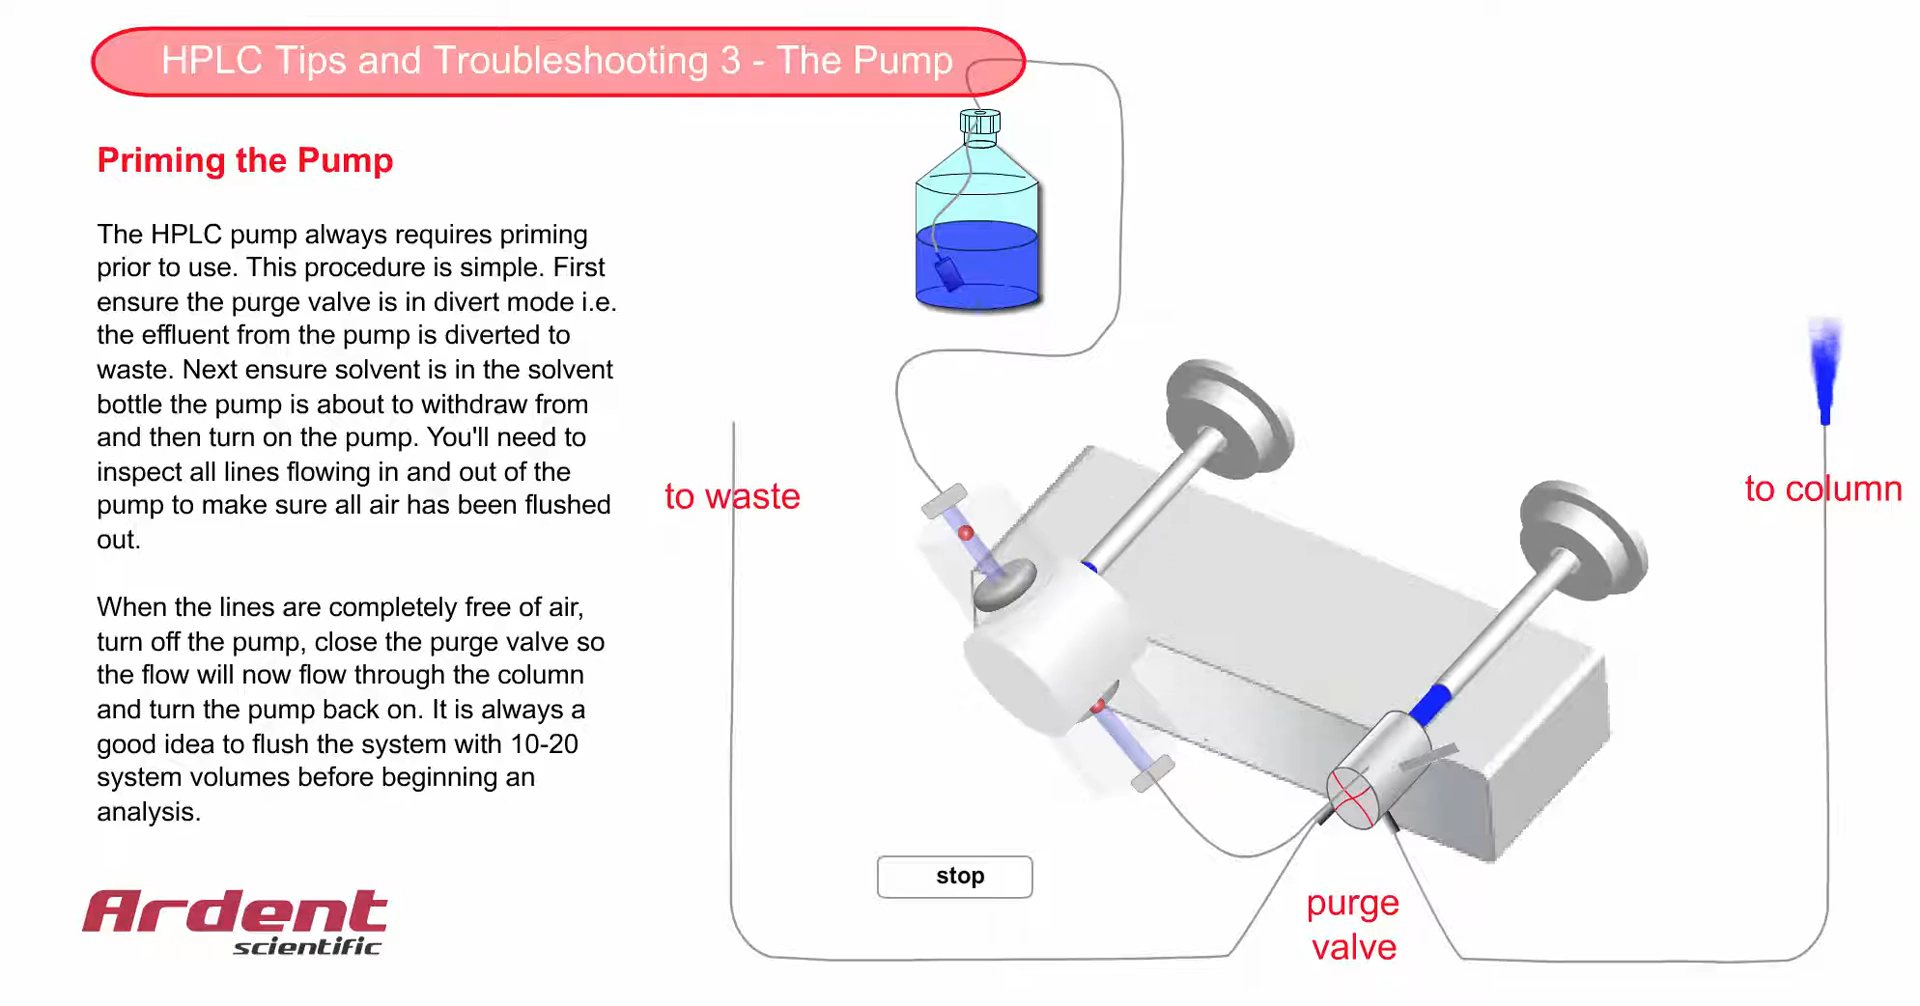 HPLC Tips and Troubleshooting 3 - The Pump
Priming the Pump
The HPLC pump always requires priming
prior to use. This procedure is simple. First
ensure the purge valve is in divert mode i.e.
the effluent from the pump is diverted to
waste. Next ensure solvent is in the solvent
bottle the pump is about to withdraw from
and then turn on the pump. You'll need to
inspect all lines flowing in and out of the
pump to make sure all air has been flushed
out.
When the lines are completely free of air,
turn off the pump, close the purge valve so
the flow will now flow through the column
and turn the pump back on. It is always a
good idea to flush the system with 10-20
system volumes before beginning an
analysis.
Ardent
scientific
to waste
to column
stop
purge
valve